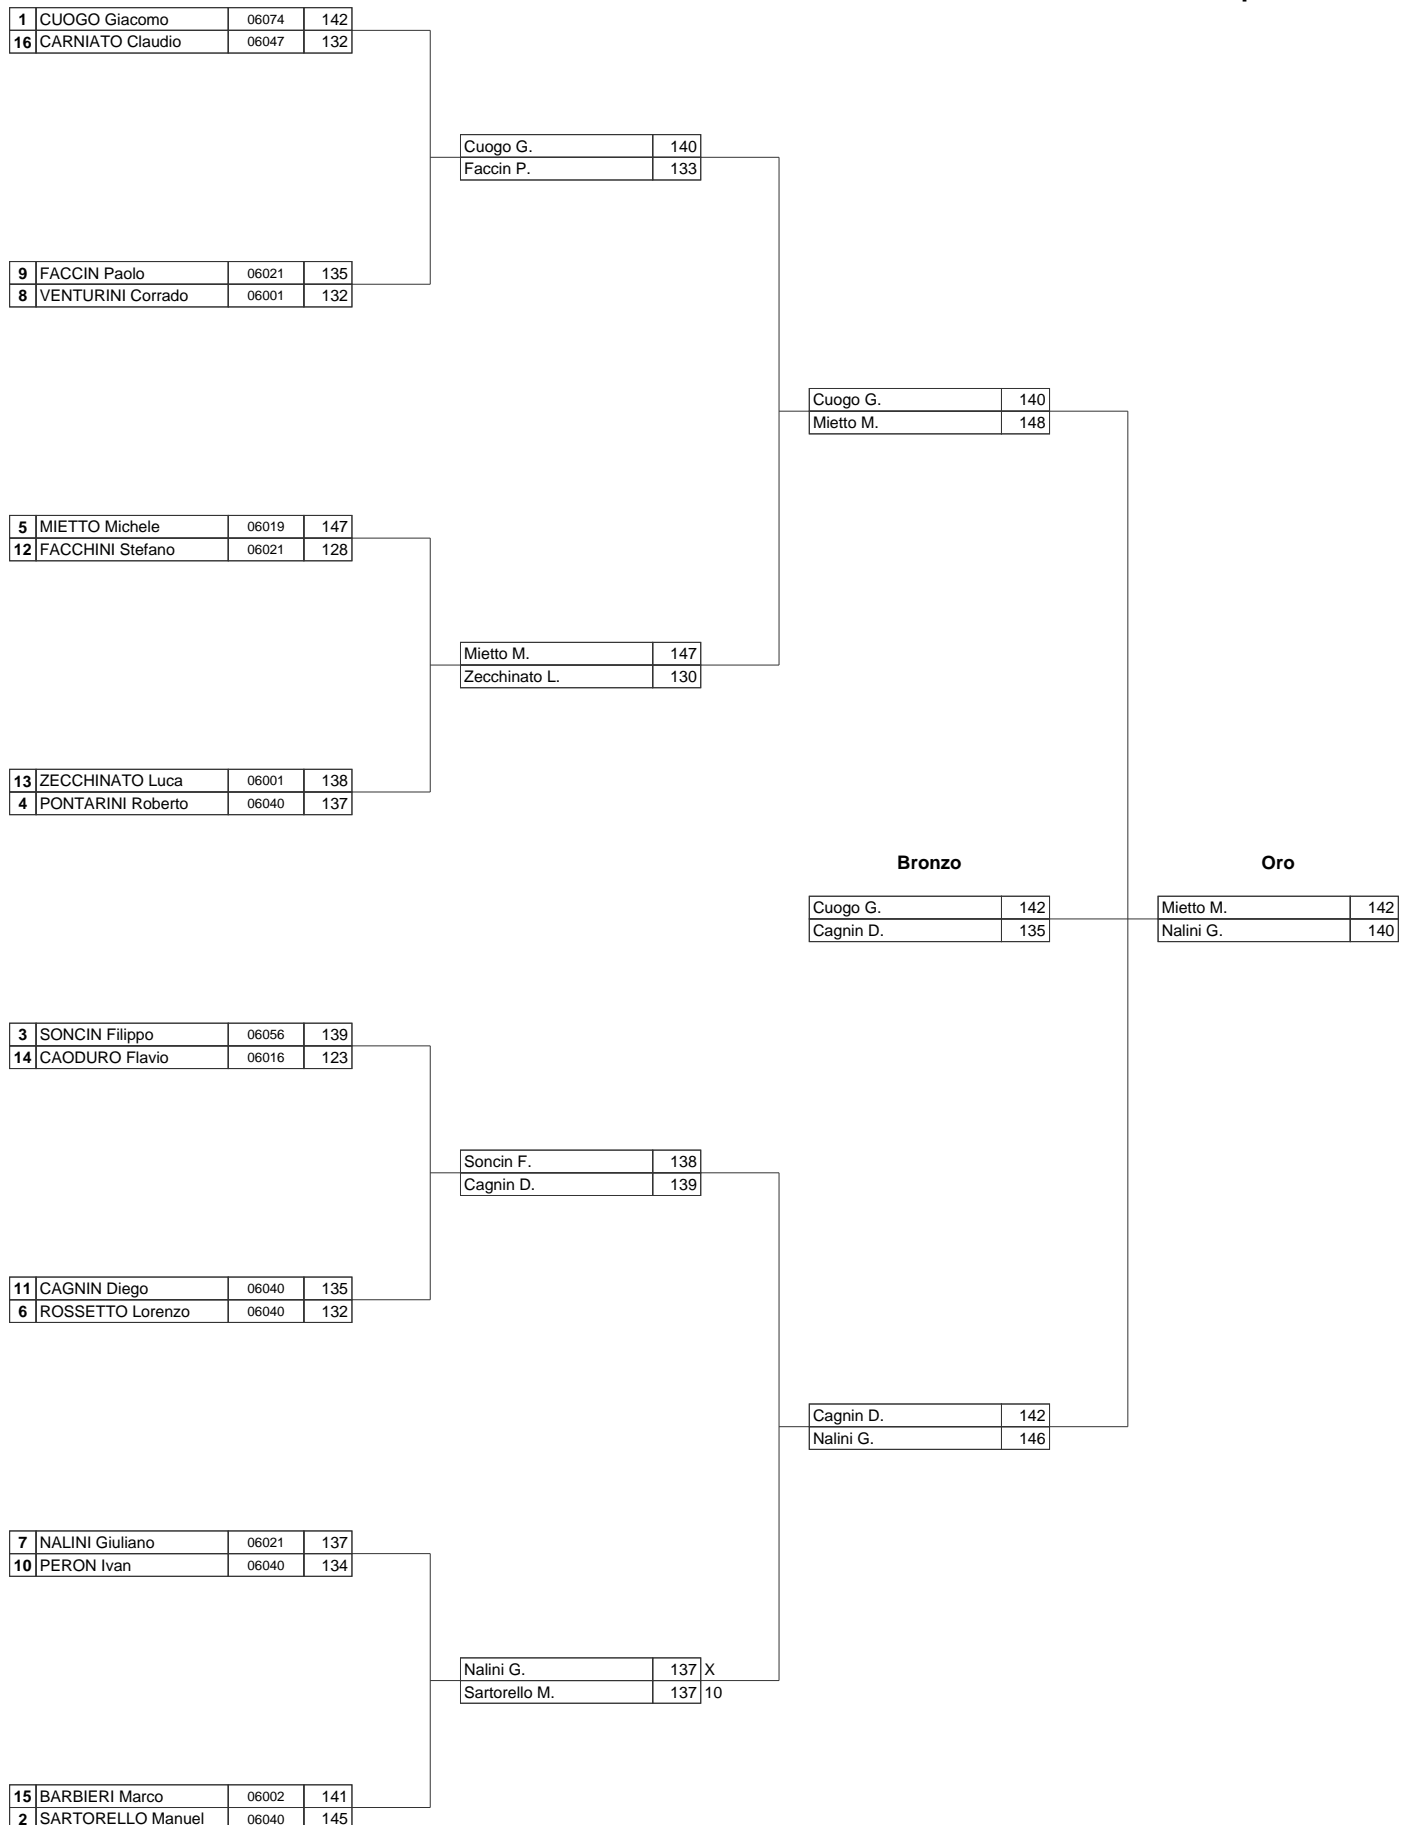 1 CUOGO Giacomo 06074 142
16 CARNIATO Claudio 06047 132
Cuogo G. 140
Faccin P. 133
9 FACCIN Paolo 06021 135
8 VENTURINI Corrado 06001 132
Cuogo G. 140
Mietto M. 148
5 MIETTO Michele 06019 147
12 FACCHINI Stefano 06021 128
Mietto M. 147
Zecchinato L. 130
13 ZECCHINATO Luca 06001 138
4 PONTARINI Roberto 06040 137
Bronzo Oro
Cuogo G. 142 Mietto M. 142
Cagnin D. 135 Nalini G. 140
3 SONCIN Filippo 06056 139
14 CAODURO Flavio 06016 123
Soncin F. 138
Cagnin D. 139
11 CAGNIN Diego 06040 135
6 ROSSETTO Lorenzo 06040 132
Cagnin D. 142
Nalini G. 146
7 NALINI Giuliano 06021 137
10 PERON Ivan 06040 134
Nalini G. 137 X
Sartorello M. 137 10
15 BARBIERI Marco 06002 141
2 SARTORELLO Manuel 06040 145